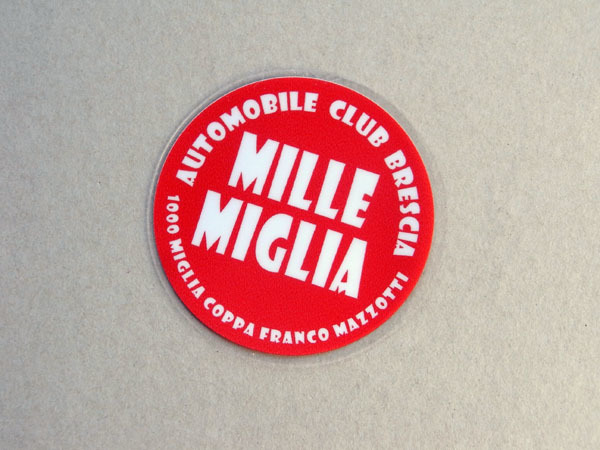 AUTOMOBILE CLUB BRESCIA
MILLE
MIGLIA
1000 MIGLIA COPPA FRANCO MAZZOTTI